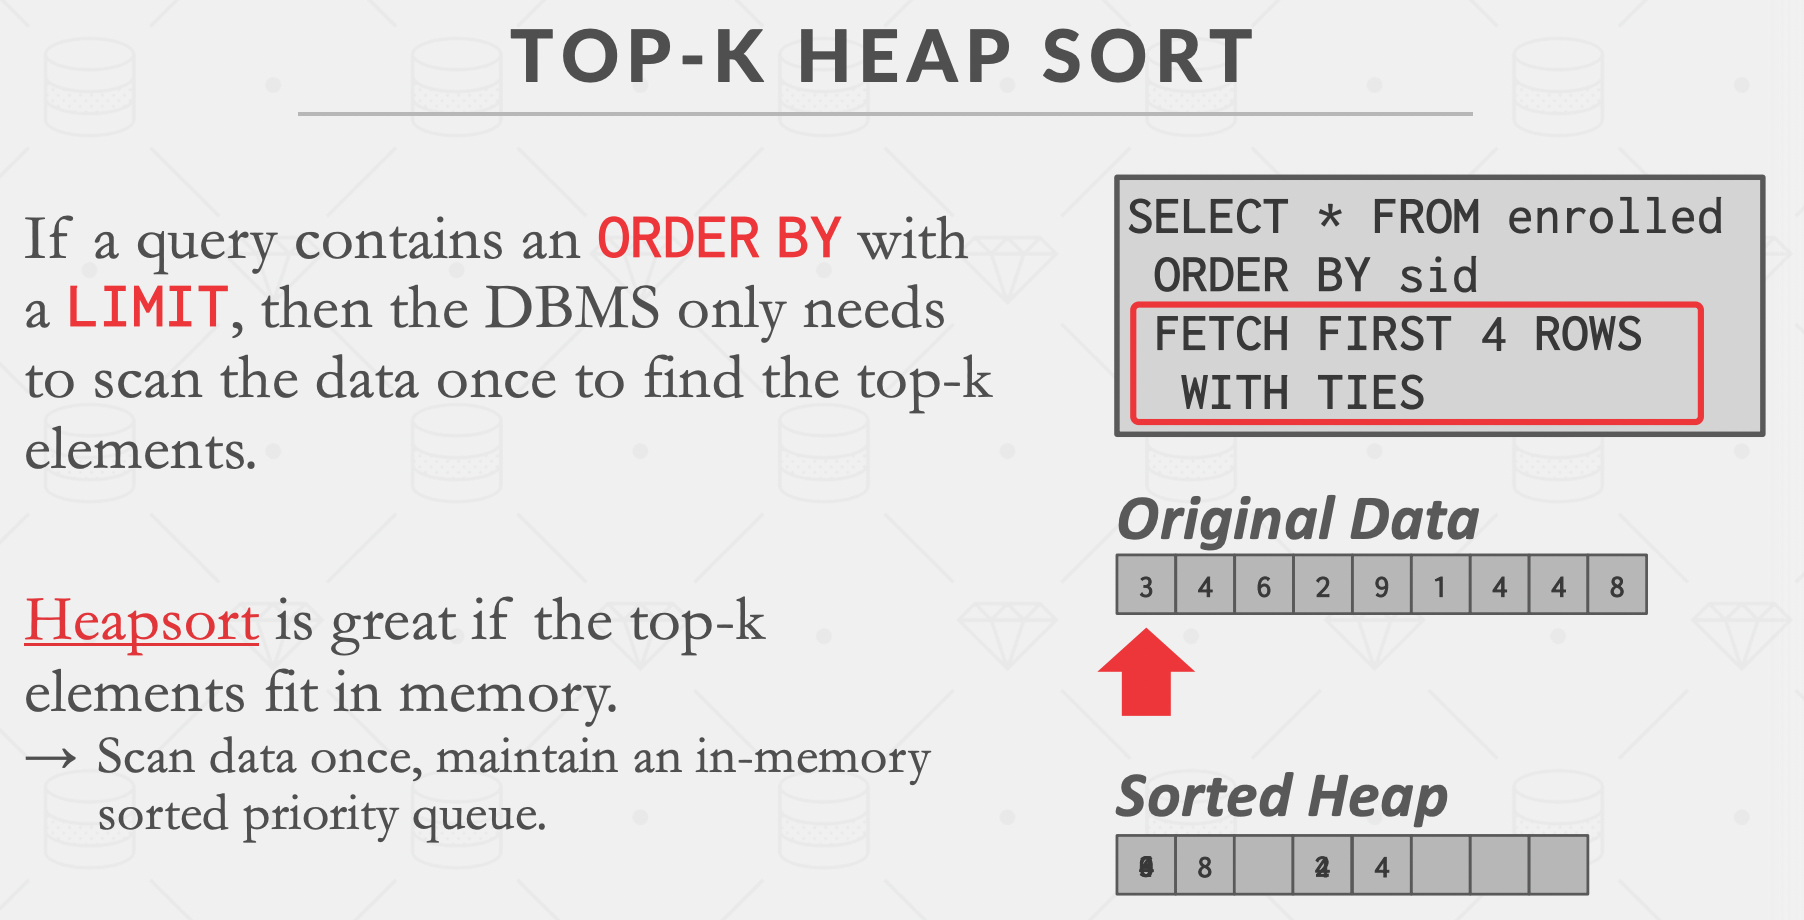 TOP-K HEAP SORT
If a query contains an ORDER BY with
a LIMIT, then the DBMS only needs
to scan the data once to find the top-k
elements.
Heapsort is great if the top-k
elements fit in memory.
→ Scan data once, maintain an in-memory
sorted priority queue.
SELECT * FROM enrolled
ORDER BY sid
FETCH FIRST 4 ROWS
WITH TIES
Original Data
3 4 6 2 9 1 4 4 8
Sorted Heap
8 4